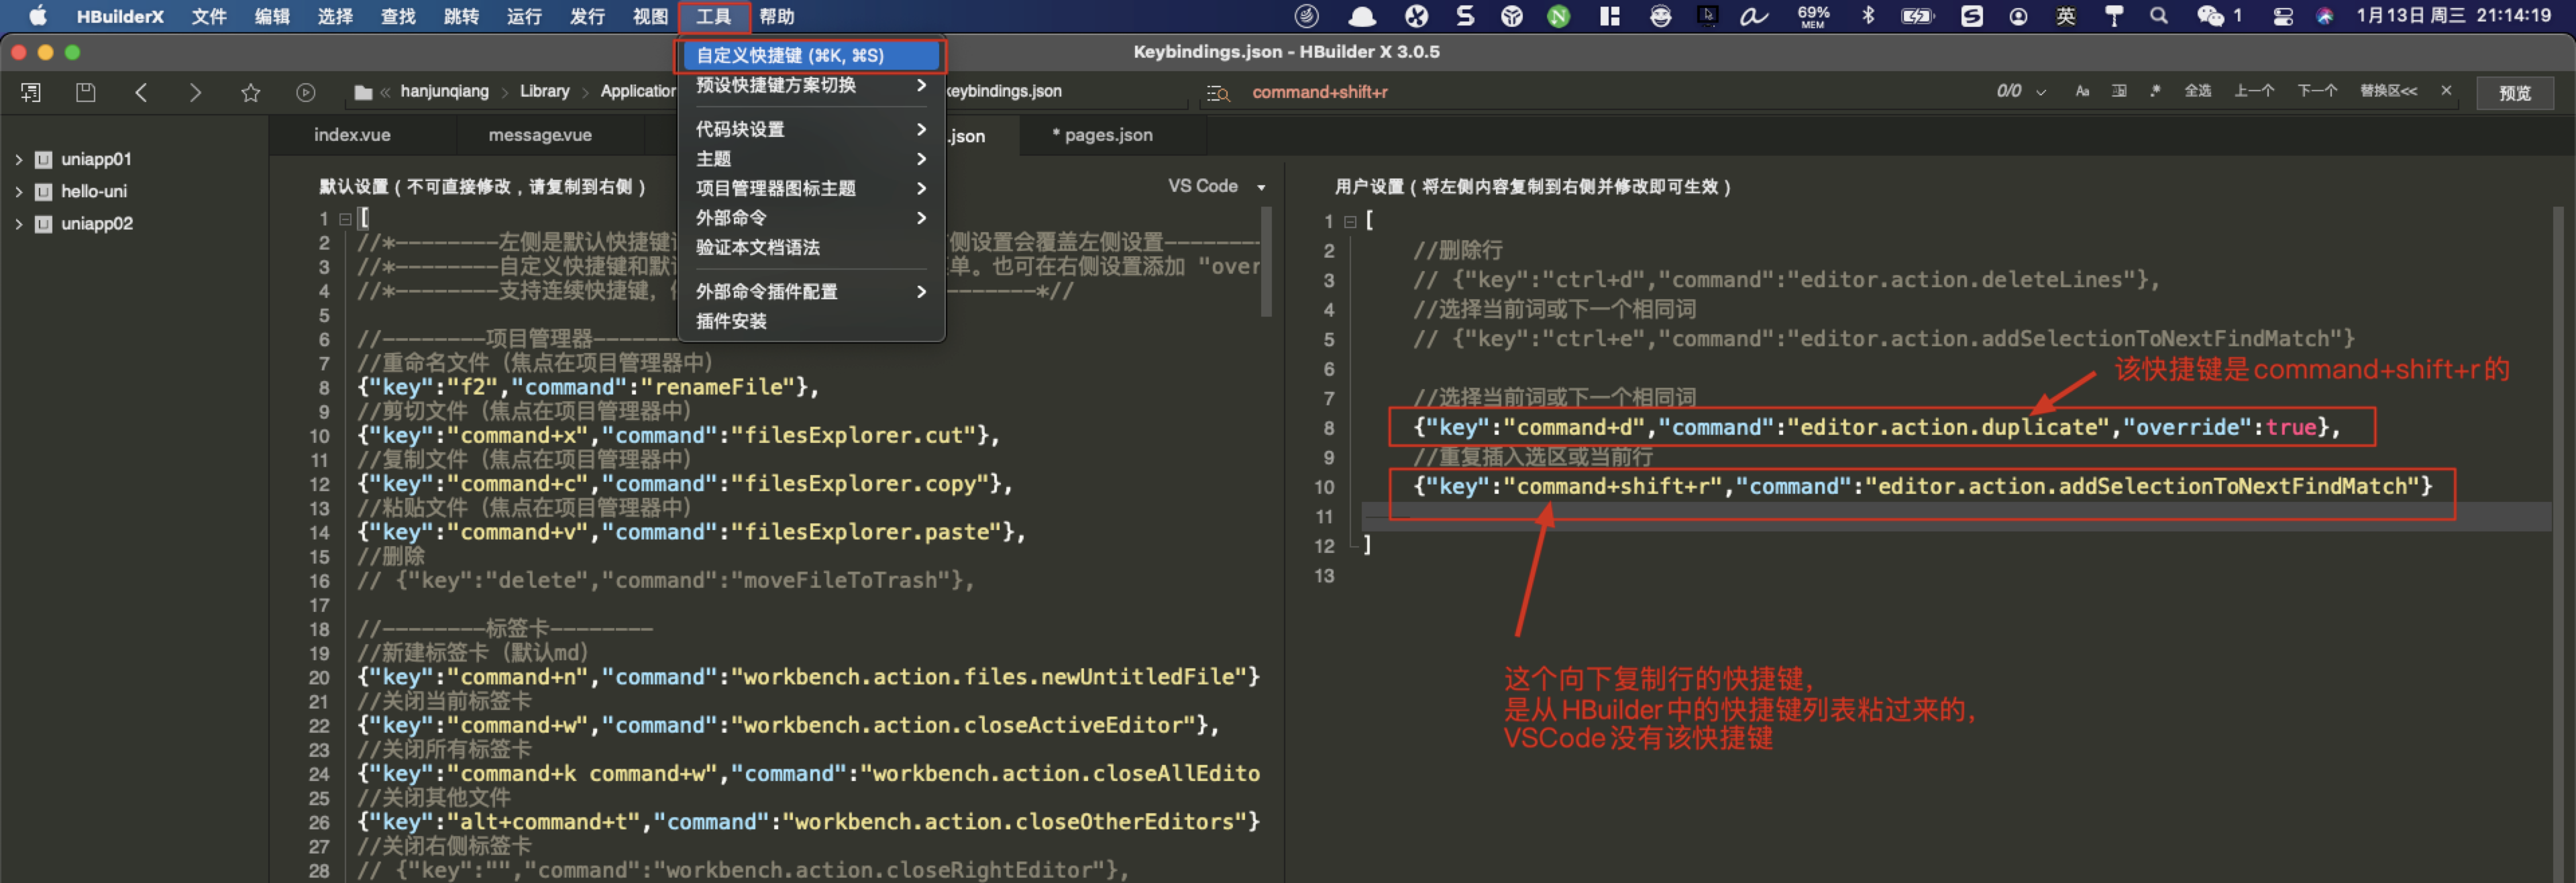 HBuilderX 文件 编辑 选择 查找 跳转 运行 发行 视图 工具 帮助 69% MEM 英 1 1月13日 周三 21:14:19
Keybindings.json - HBuilder X 3.0.5
自定义快捷键 (⌘K, ⌘S)
预设快捷键方案切换
代码块设置
主题
项目管理器图标主题
外部命令
验证本文档语法
外部命令插件配置
插件安装
hanjunqiang Library Application keybindings.json command+shift+r 0/0 Aa .* 全选 上一个 下一个 替换区<< × 预览
index.vue message.vue .json * pages.json
uniapp01
hello-uni
uniapp02
默认设置 ( 不可直接修改，请复制到右侧 ) VS Code
1 [
2 //*--------左侧是默认快捷键 侧设置会覆盖左侧设置--------
3 //*--------自定义快捷键和默 单。也可在右侧设置添加 "over
4 //*--------支持连续快捷键， --------*//
5
6 //--------项目管理器--------
7 //重命名文件（焦点在项目管理器中）
8 {"key":"f2","command":"renameFile"},
9 //剪切文件（焦点在项目管理器中）
10 {"key":"command+x","command":"filesExplorer.cut"},
11 //复制文件（焦点在项目管理器中）
12 {"key":"command+c","command":"filesExplorer.copy"},
13 //粘贴文件（焦点在项目管理器中）
14 {"key":"command+v","command":"filesExplorer.paste"},
15 //删除
16 // {"key":"delete","command":"moveFileToTrash"},
17
18 //--------标签卡--------
19 //新建标签卡（默认md）
20 {"key":"command+n","command":"workbench.action.files.newUntitledFile"}
21 //关闭当前标签卡
22 {"key":"command+w","command":"workbench.action.closeActiveEditor"},
23 //关闭所有标签卡
24 {"key":"command+k command+w","command":"workbench.action.closeAllEdito
25 //关闭其他文件
26 {"key":"alt+command+t","command":"workbench.action.closeOtherEditors"}
27 //关闭右侧标签卡
28 // {"key":"","command":"workbench.action.closeRightEditor"},
用户设置 ( 将左侧内容复制到右侧并修改即可生效 )
1 [
2 //删除行
3 // {"key":"ctrl+d","command":"editor.action.deleteLines"},
4 //选择当前词或下一个相同词
5 // {"key":"ctrl+e","command":"editor.action.addSelectionToNextFindMatch"}
6
该快捷键是command+shift+r的
7 //选择当前词或下一个相同词
8 {"key":"command+d","command":"editor.action.duplicate","override":true},
9 //重复插入选区或当前行
10 {"key":"command+shift+r","command":"editor.action.addSelectionToNextFindMatch"}
11
12 ]
13
这个向下复制行的快捷键，
是从HBuilder中的快捷键列表粘过来的，
VSCode没有该快捷键